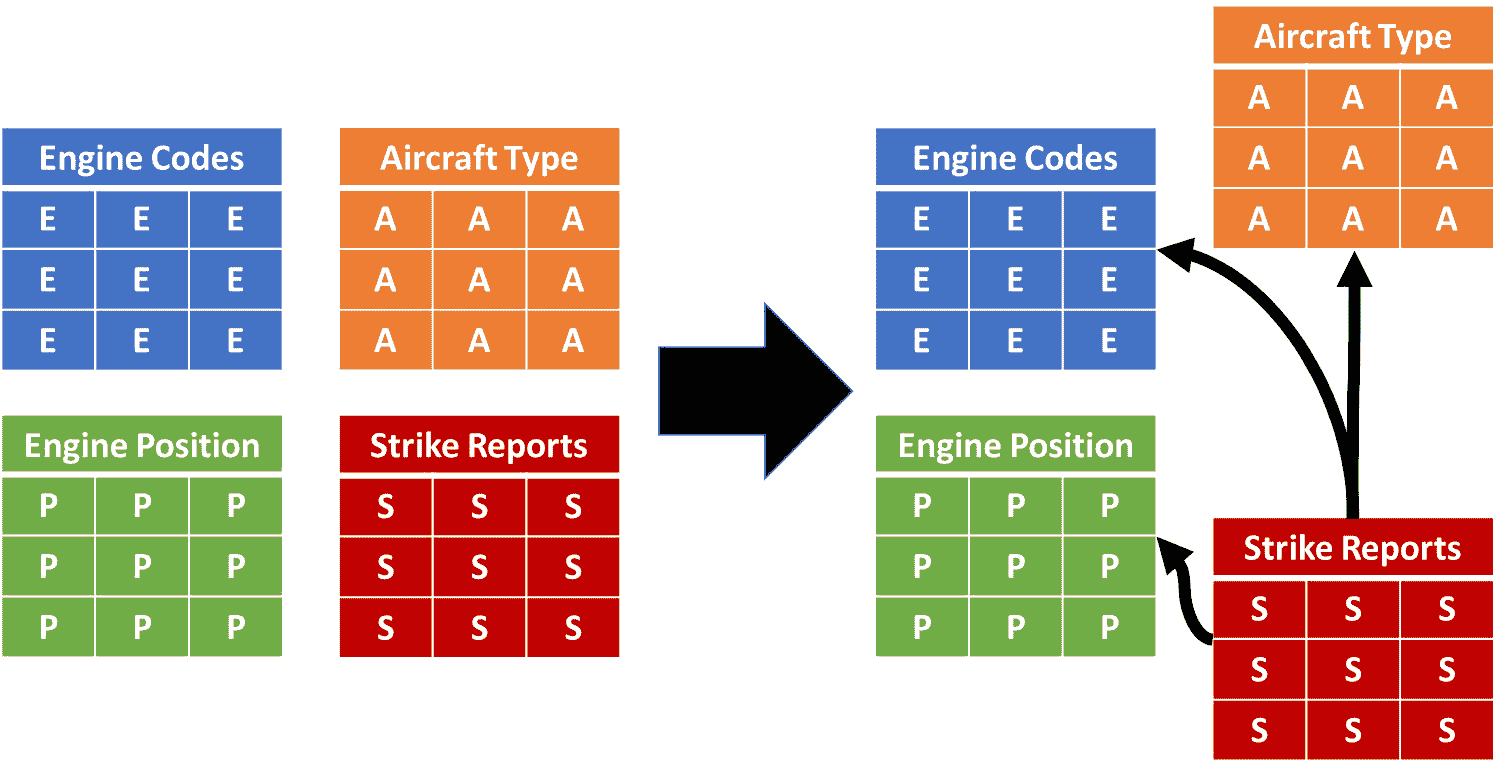 Engine Codes
E E E
E E E
E E E
Aircraft Type
A A A
A A A
A A A
Engine Position
P P P
P P P
P P P
Strike Reports
S S S
S S S
S S S
Engine Codes
E E E
E E E
E E E
Aircraft Type
A A A
A A A
A A A
Engine Position
P P P
P P P
P P P
Strike Reports
S S S
S S S
S S S